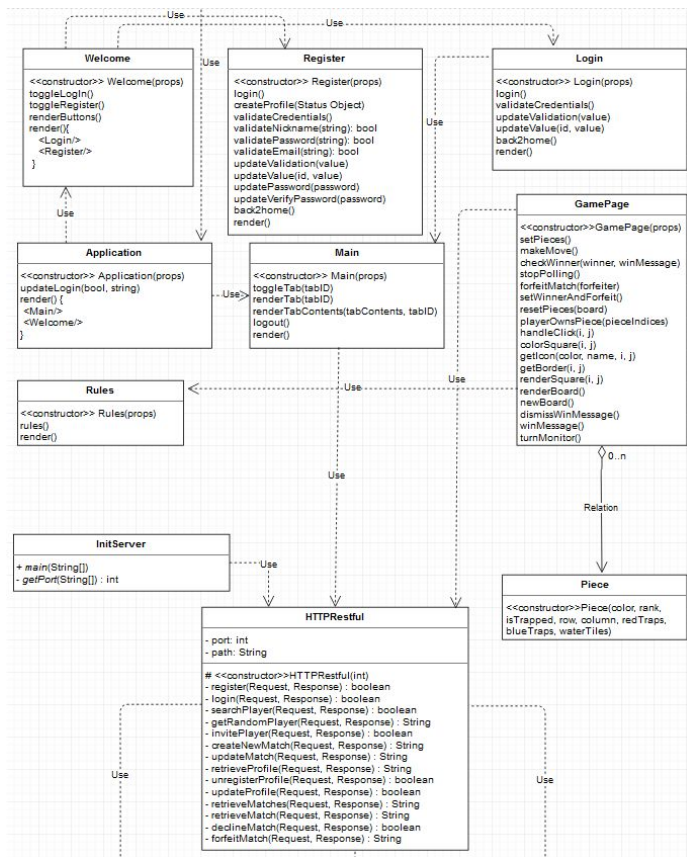 Use
Use
Welcome
<<constructor>> Welcome(props)
toggleLogIn()
toggleRegister()
renderButtons()
render(){
<Login/>
<Register/>
}
Use
Register
<<constructor>> Register(props)
login()
createProfile(Status Object)
validateCredentials()
validateNickname(string): bool
validatePassword(string): bool
validateEmail(string): bool
updateValidation(value)
updateValue(id, value)
updatePassword(password)
updateVerifyPassword(password)
back2home()
render()
Use
Login
<<constructor>> Login(props)
login()
validateCredentials()
updateValidation(value)
updateValue(id, value)
back2home()
render()
Use
Application
<<constructor>> Application(props)
updateLogin(bool, string)
render() {
<Main/>
<Welcome/>
}
Use
Main
<<constructor>> Main(props)
toggleTab(tabID)
renderTab(tabID)
renderTabContents(tabContents, tabID)
logout()
render()
GamePage
<<constructor>>GamePage(props)
setPieces()
makeMove()
checkWinner(winner, winMessage)
stopPolling()
forfeitMatch(forfeiter)
setWinnerAndForfeit()
resetPieces(board)
playerOwnsPiece(pieceIndices)
handleClick(i, j)
colorSquare(i, j)
getIcon(color, name, i, j)
getBorder(i, j)
renderSquare(i, j)
renderBoard()
newBoard()
dismissWinMessage()
winMessage()
turnMonitor()
Use
Use
Rules
<<constructor>> Rules(props)
rules()
render()
0..n
Use
Relation
InitServer
+ main(String[])
- getPort(String[]) : int
Use
Piece
<<constructor>>Piece(color, rank,
isTrapped, row, column, redTraps,
blueTraps, waterTiles)
HTTPRestful
- port: int
- path: String
# <<constructor>>HTTPRestful(int)
- register(Request, Response) : boolean
- login(Request, Response) : boolean
- searchPlayer(Request, Response) : boolean
- getRandomPlayer(Request, Response) : String
- invitePlayer(Request, Response) : boolean
- createNewMatch(Request, Response) : String
- updateMatch(Request, Response) : String
- retrieveProfile(Request, Response) : String
- unregisterProfile(Request, Response) : boolean
- updateProfile(Request, Response) : boolean
- retrieveMatches(Request, Response) : String
- retrieveMatch(Request, Response) : String
- declineMatch(Request, Response) : boolean
- forfeitMatch(Request, Response) : String
Use
Use